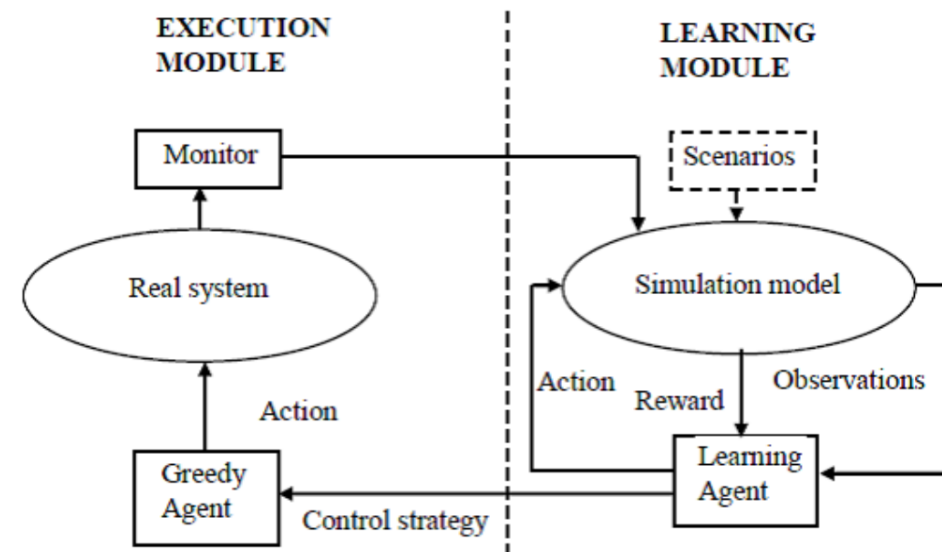 EXECUTION
MODULE
LEARNING
MODULE
Monitor
Scenarios
Real system
Simulation model
Action
Action
Reward
Observations
Greedy
Agent
Learning
Agent
Control strategy